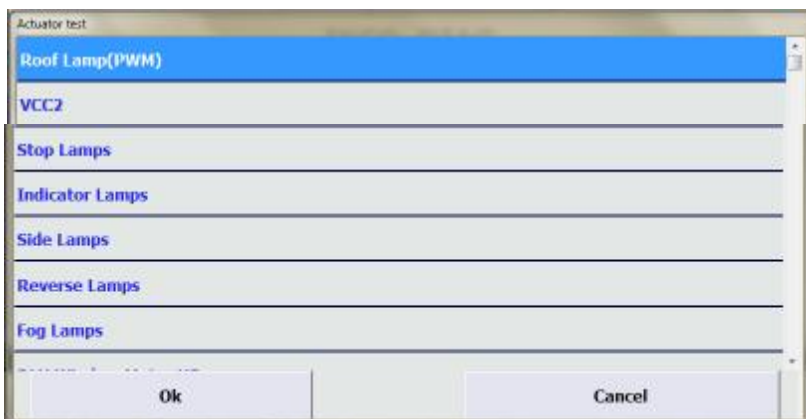 Actuator test
Roof Lamp(PWM)
VCC2
Stop Lamps
Indicator Lamps
Side Lamps
Reverse Lamps
Fog Lamps
Ok
Cancel